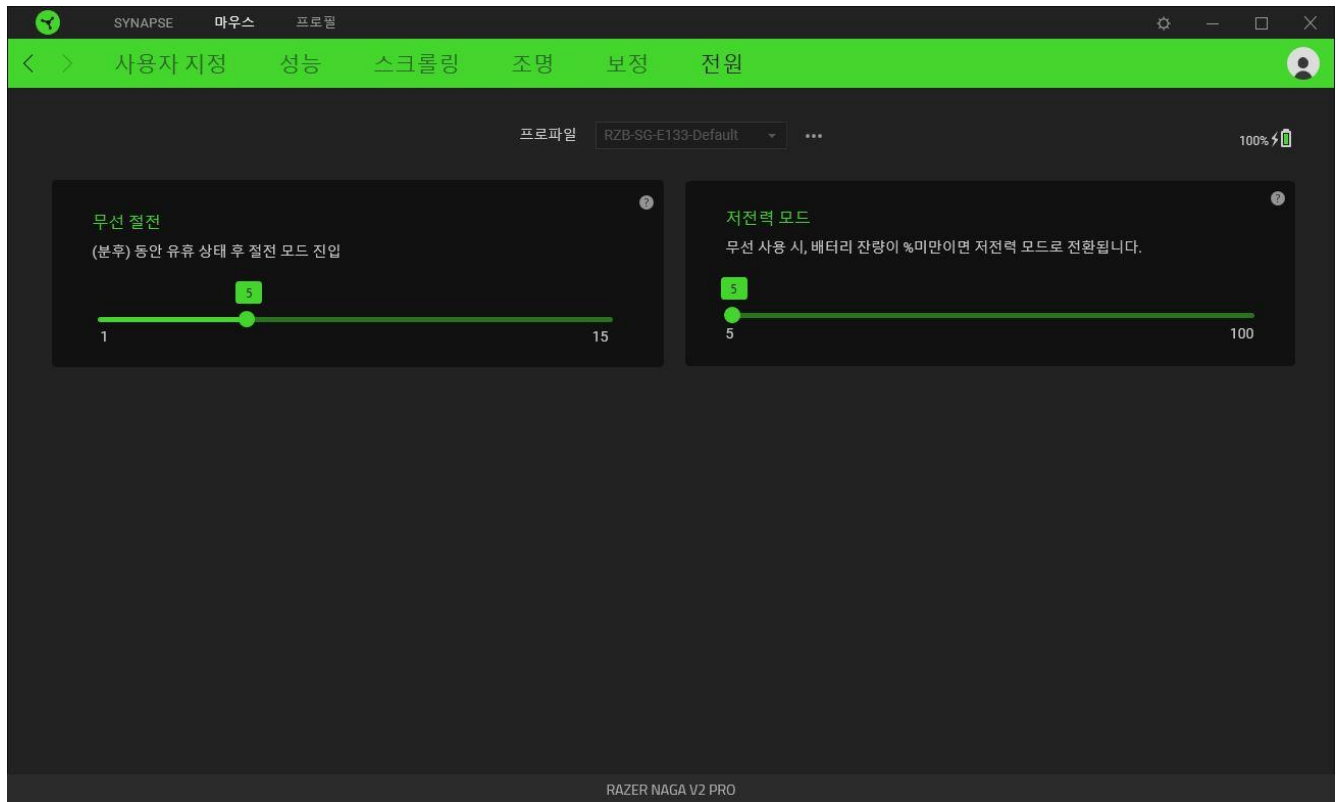 SYNAPSE 마우스 프로필
사용자 지정 성능 스크롤링 조명 보정 전원
프로파일 RZB-SG-E133-Default
100%
무선 절전
(분후) 동안 유휴 상태 후 절전 모드 진입
5
1 15
저전력 모드
무선 사용 시, 배터리 잔량이 %미만이면 저전력 모드로 전환됩니다.
5
5 100
RAZER NAGA V2 PRO